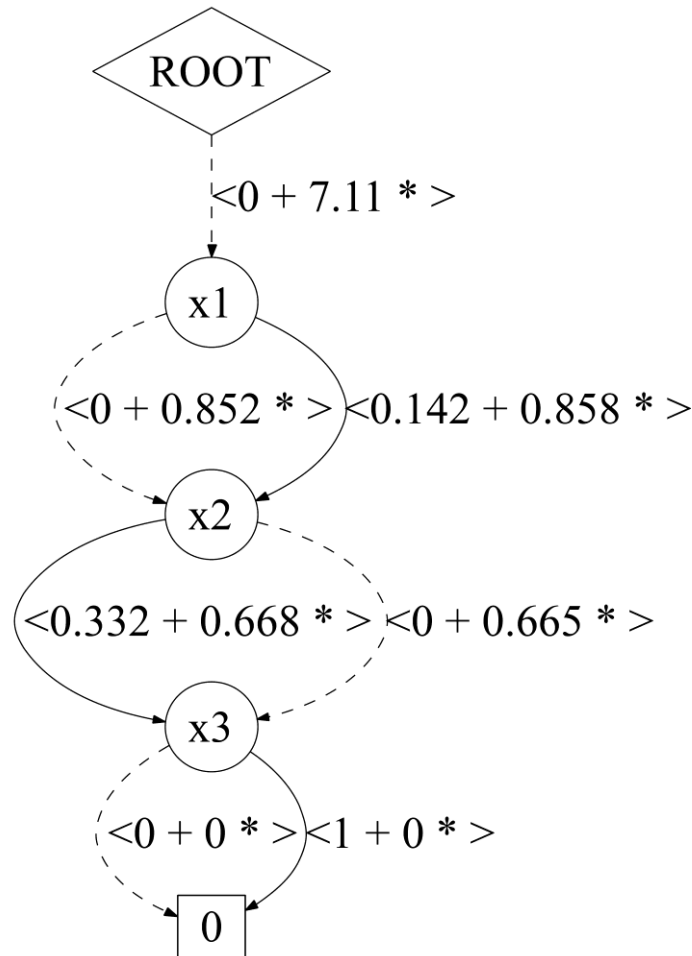 ROOT
<0 + 7.11 * >
x1
<0 + 0.852 * > <0.142 + 0.858 * >
x2
<0.332 + 0.668 * > <0 + 0.665 * >
x3
<0 + 0 * > <1 + 0 * >
0